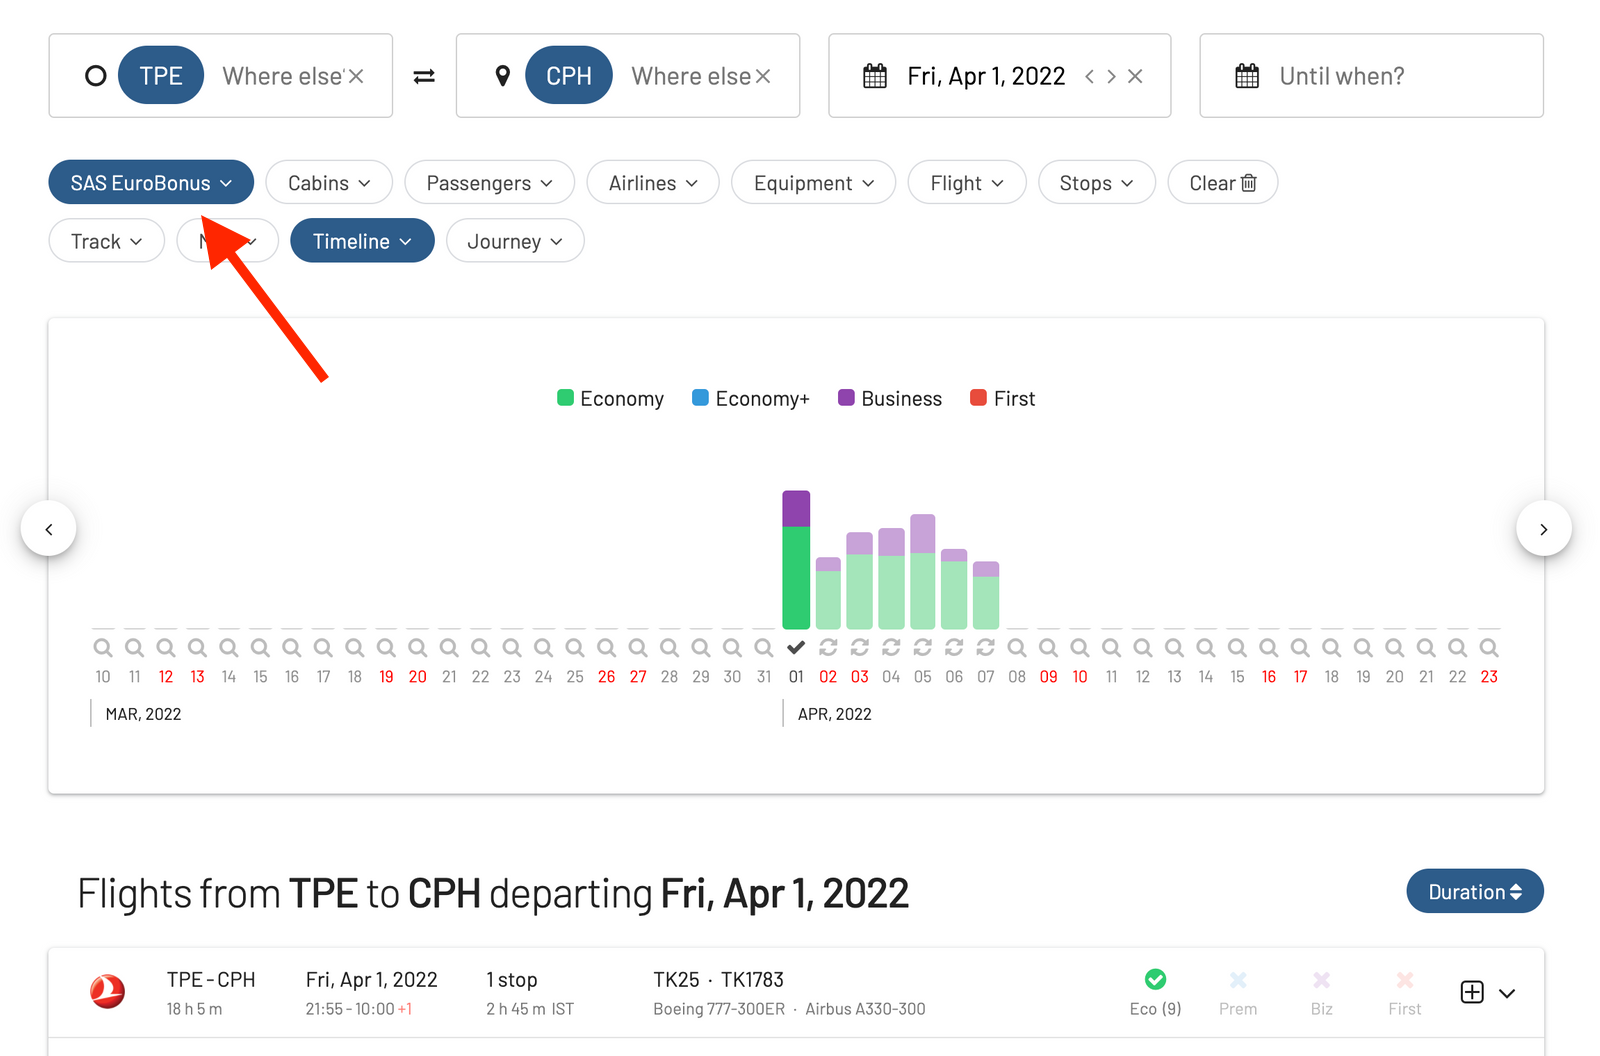 TPE Where else CPH Where else Fri, Apr 1, 2022 Until when?
SAS EuroBonus Cabins Passengers Airlines Equipment Flight Stops Clear
Track Timeline Journey
Economy Economy+ Business First
10 11 12 13 14 15 16 17 18 19 20 21 22 23 24 25 26 27 28 29 30 31 01 02 03 04 05 06 07 08 09 10 11 12 13 14 15 16 17 18 19 20 21 22 23
MAR, 2022 APR, 2022
Flights from TPE to CPH departing Fri, Apr 1, 2022 Duration
TPE - CPH Fri, Apr 1, 2022 1 stop TK25 · TK1783
18 h 5 m 21:55 - 10:00 +1 2 h 45 m IST Boeing 777-300ER · Airbus A330-300 Eco (9) Prem Biz First